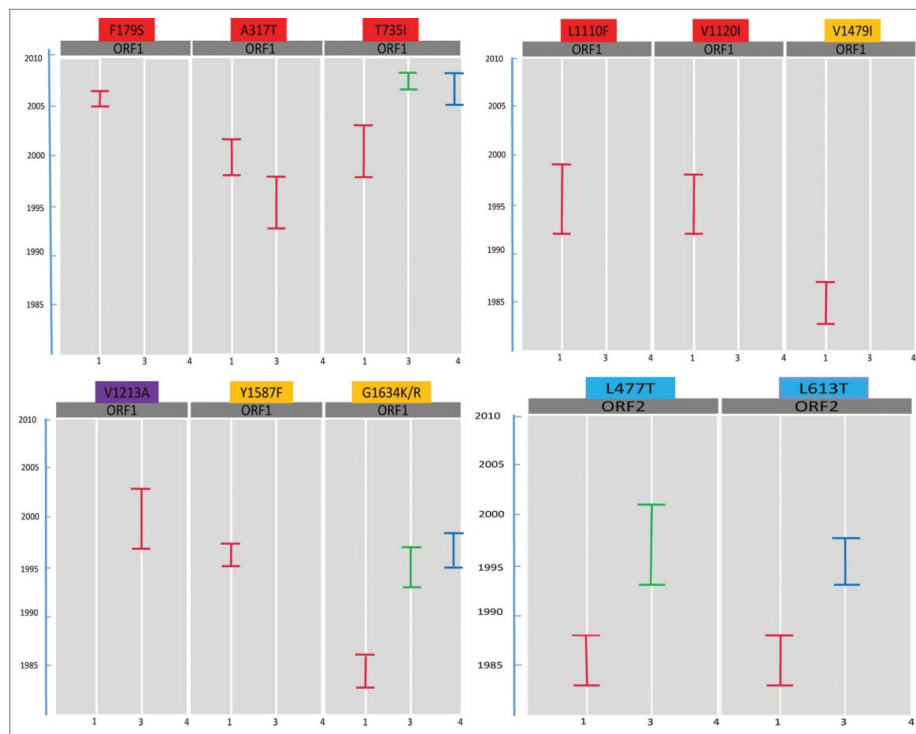 F179S A317T T735I
ORF1 ORF1 ORF1
2010
2005
2000
1995
1990
1985
1 3 4 1 3 4 1 3 4
L1110F V1120I V1479I
ORF1 ORF1 ORF1
2010
2005
2000
1995
1990
1985
1 3 4 1 3 4 1 3 4
V1213A Y1587F G1634K/R
ORF1 ORF1 ORF1
2010
2005
2000
1995
1990
1985
1 3 4 1 3 4 1 3 4
L477T L613T
ORF2 ORF2
2010
2005
2000
1995
1990
1985
1 3 4 1 3 4